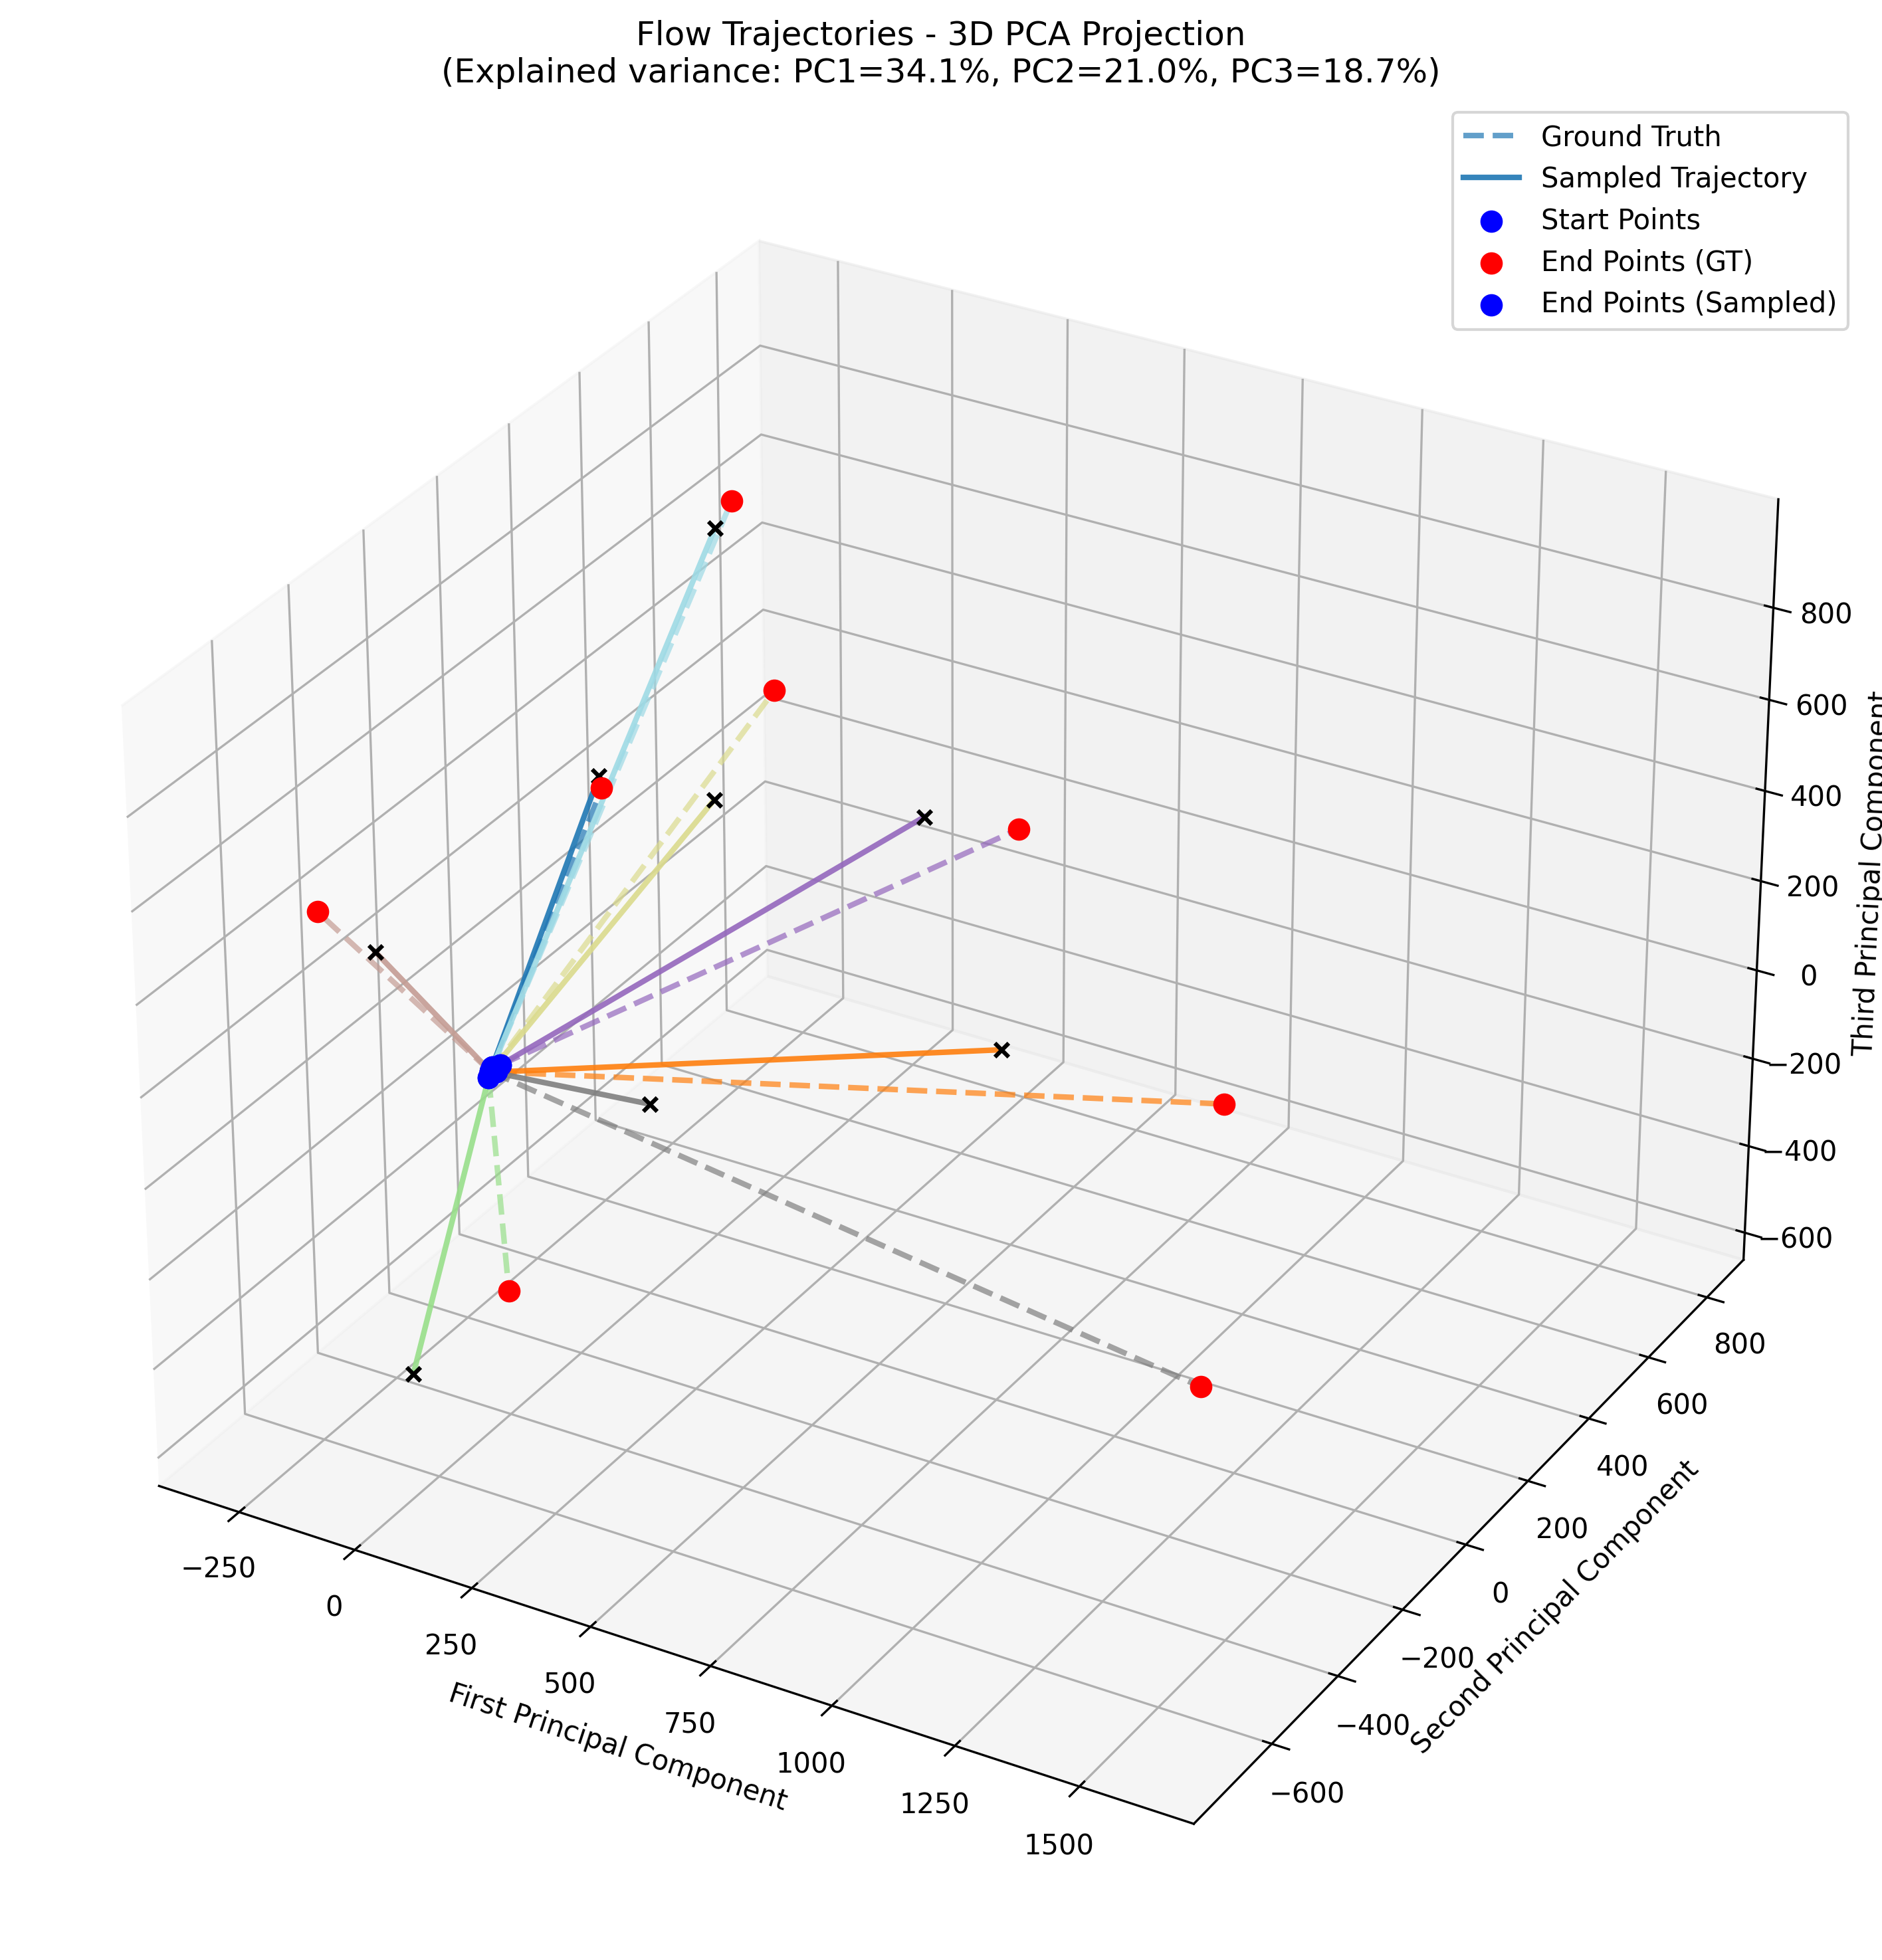 Flow Trajectories - 3D PCA Projection
(Explained variance: PC1=34.1%, PC2=21.0%, PC3=18.7%)
Ground Truth
Sampled Trajectory
Start Points
End Points (GT)
End Points (Sampled)
800
600
400
200
0
−200
−400
−600
Third Principal Component
800
600
400
200
0
−200
−400
−600
Second Principal Component
−250
0
250
500
750
1000
1250
1500
First Principal Component